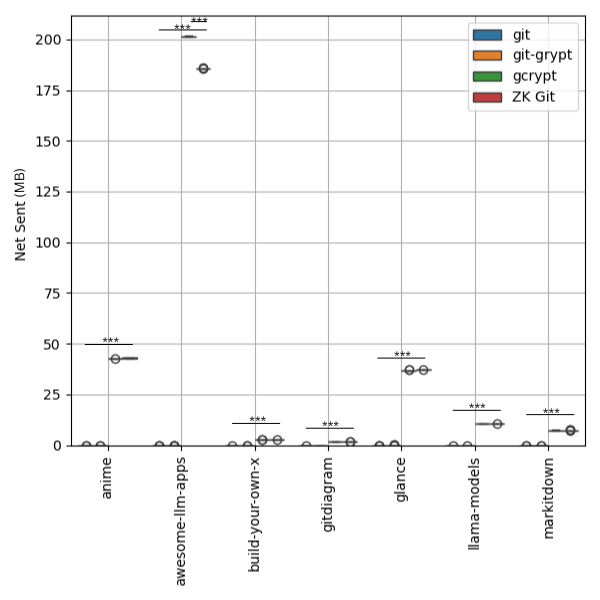 Net Sent (MB)
200
175
150
125
100
75
50
25
0
***
***
***
***
***
***
***
***
git
git-grypt
gcrypt
ZK Git
anime
awesome-llm-apps
build-your-own-x
gitdiagram
glance
llama-models
markitdown